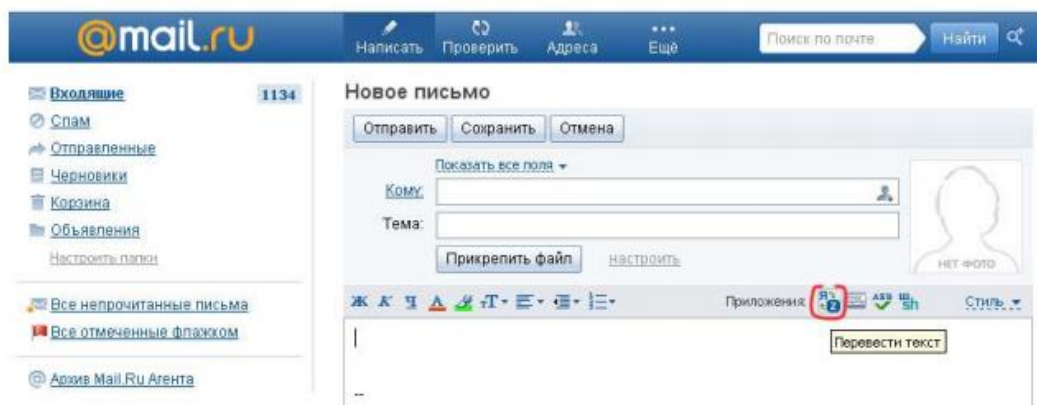 @mail.ru
Написать Проверить Адреса Ещё
Поиск по почте
Найти
Входящие 1134
Спам
Отправленные
Черновики
Корзина
Объявления
Настроить папки
Все непрочитанные письма
Все отмеченные флажком
Архив Mail.Ru Агента
Новое письмо
Отправить Сохранить Отмена
Показать все поля
Кому:
Тема:
Прикрепить файл настроить
НЕТ ФОТО
Ж К Ч А Т Приложения: Стиль
Перевести текст
--